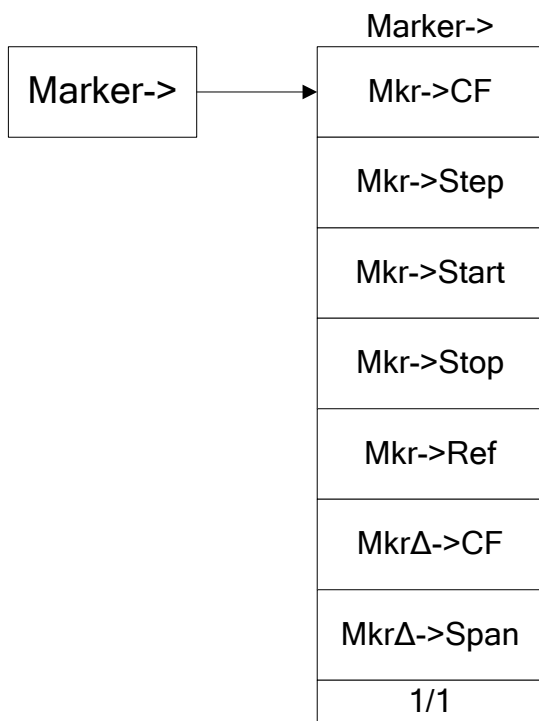 Marker->
Marker->
Mkr->CF
Mkr->Step
Mkr->Start
Mkr->Stop
Mkr->Ref
MkrΔ->CF
MkrΔ->Span
1/1